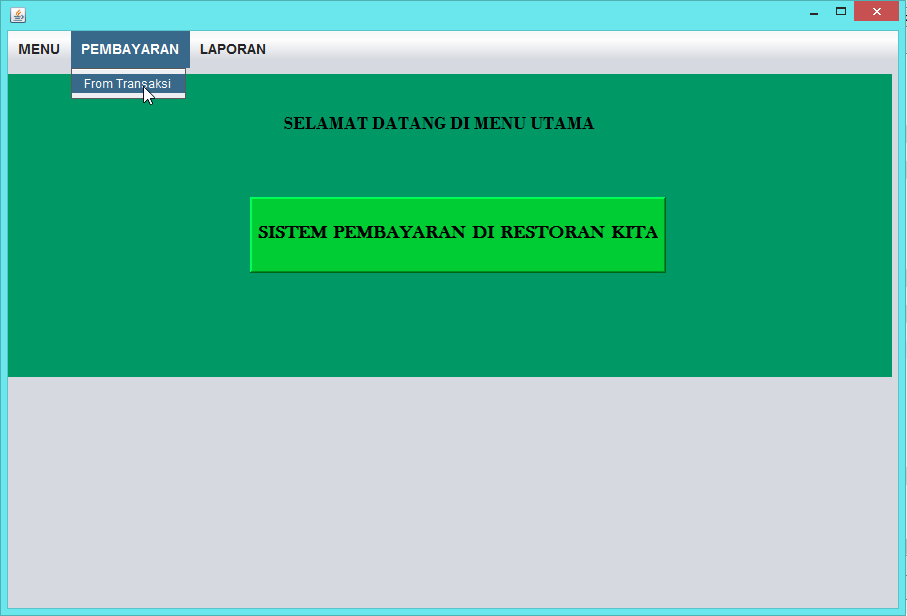 MENU PEMBAYARAN LAPORAN
From Transaksi
SELAMAT DATANG DI MENU UTAMA
SISTEM PEMBAYARAN DI RESTORAN KITA